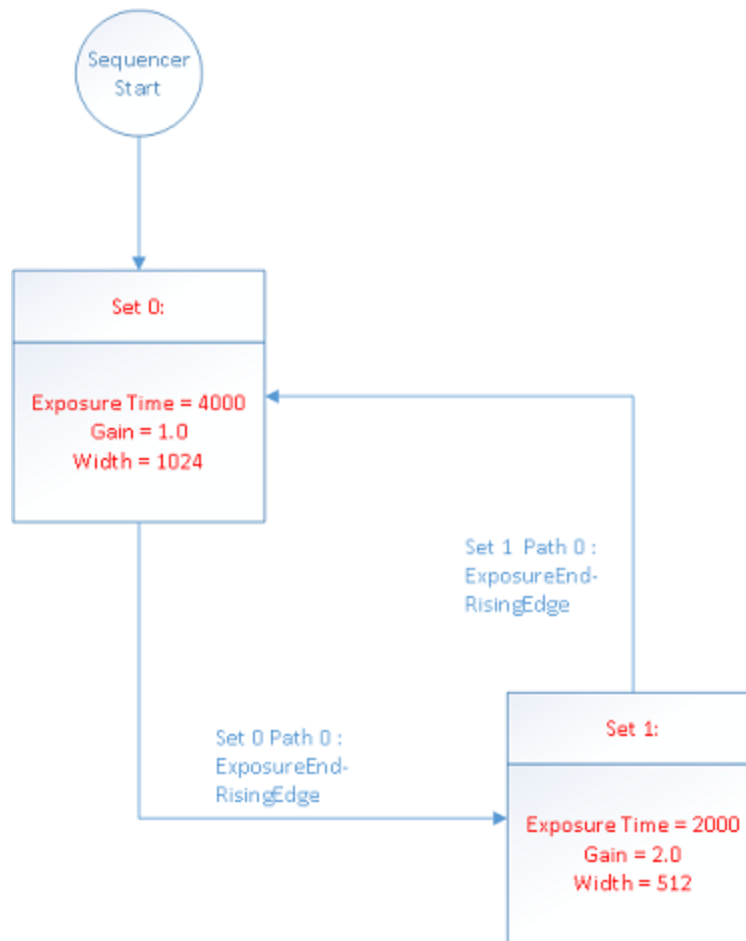 Sequencer
Start
Set 0:
Exposure Time = 4000
Gain = 1.0
Width = 1024
Set 1 Path 0 :
ExposureEnd-
RisingEdge
Set 0 Path 0 :
ExposureEnd-
RisingEdge
Set 1:
Exposure Time = 2000
Gain = 2.0
Width = 512